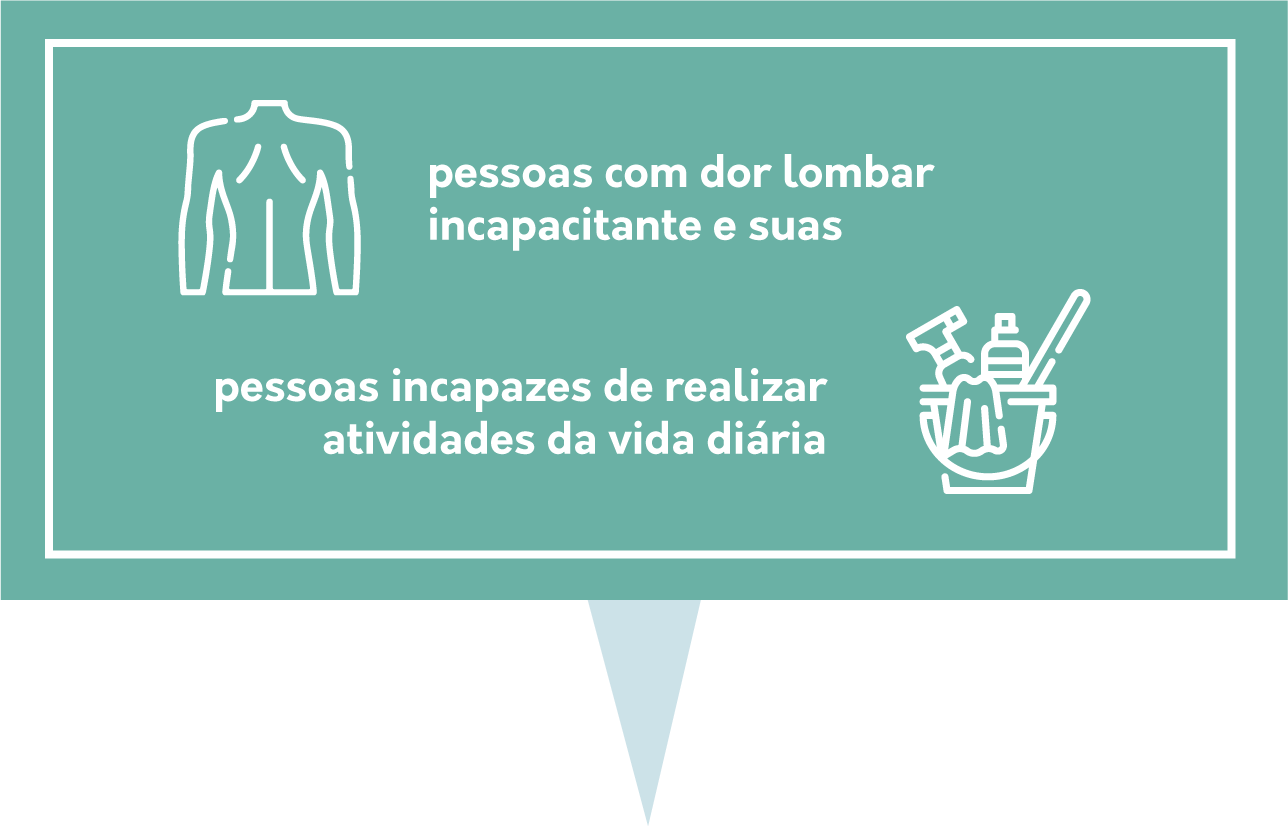 pessoas com dor lombar
incapacitante e suas
pessoas incapazes de realizar
atividades da vida diária